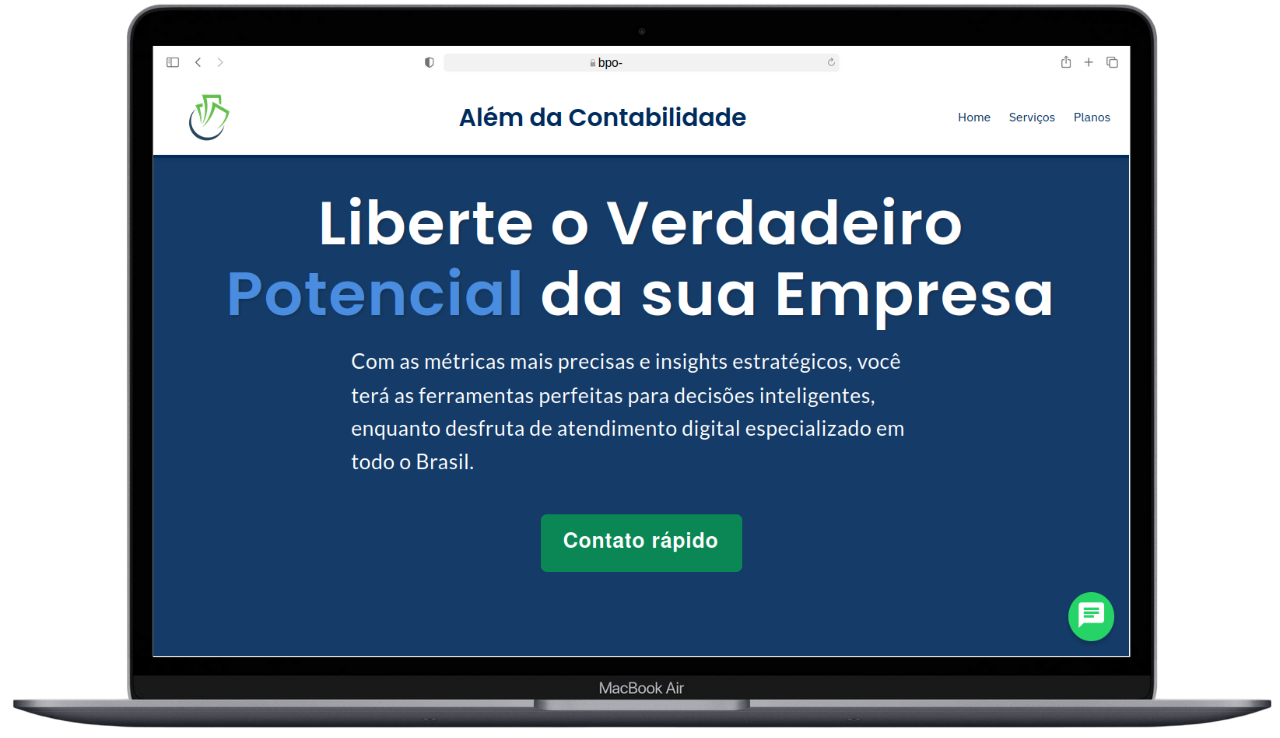 bpo-
Além da Contabilidade
Home Serviços Planos
Liberte o Verdadeiro
Potencial da sua Empresa
Com as métricas mais precisas e insights estratégicos, você
terá as ferramentas perfeitas para decisões inteligentes,
enquanto desfruta de atendimento digital especializado em
todo o Brasil.
Contato rápido
MacBook Air